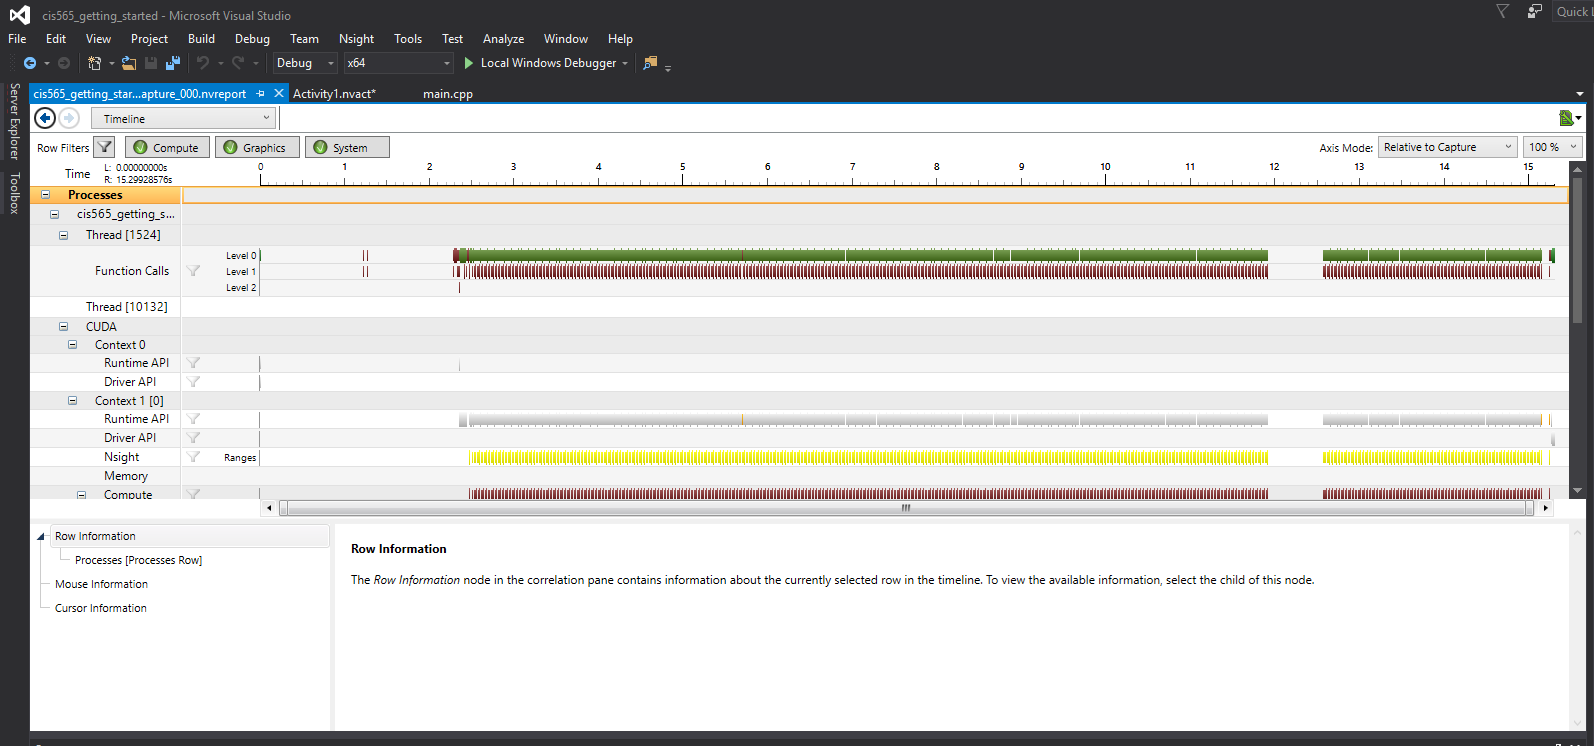 cis565_getting_started - Microsoft Visual Studio
Quick L
File Edit View Project Build Debug Team Nsight Tools Test Analyze Window Help
Debug x64 Local Windows Debugger
Server Explorer
Toolbox
cis565_getting_star...apture_000.nvreport Activity1.nvact* main.cpp
Timeline
Row Filters Compute Graphics System Axis Mode: Relative to Capture 100 %
Time L: 0.00000000s 0 1 2 3 4 5 6 7 8 9 10 11 12 13 14 15
R: 15.29928576s
Processes
cis565_getting_s...
Thread [1524]
Level 0
Function Calls Level 1
Level 2
Thread [10132]
CUDA
Context 0
Runtime API
Driver API
Context 1 [0]
Runtime API
Driver API
Nsight Ranges
Memory
Compute
Row Information
Processes [Processes Row]
Mouse Information
Cursor Information
Row Information
The Row Information node in the correlation pane contains information about the currently selected row in the timeline. To view the available information, select the child of this node.